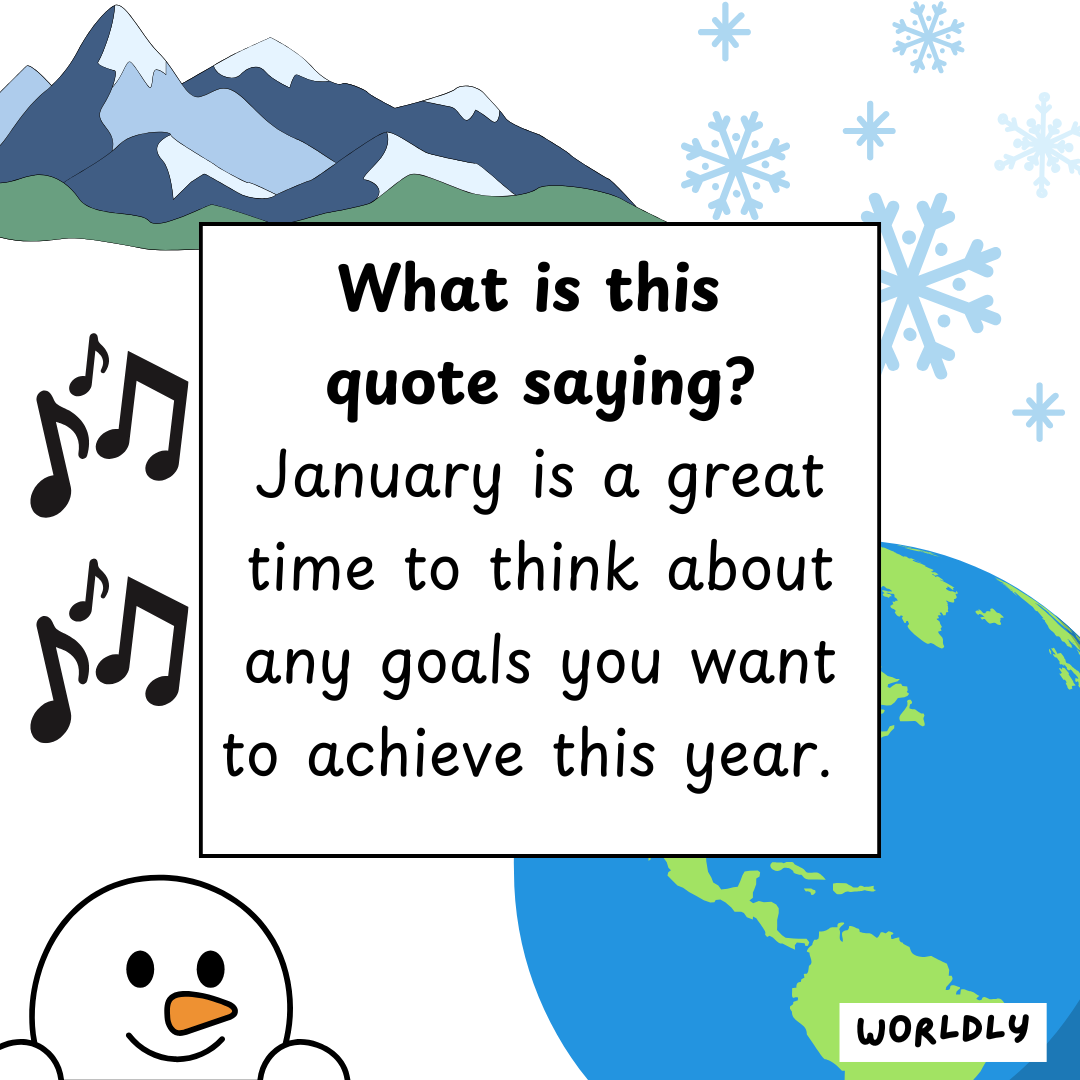 What is this
quote saying?
January is a great
time to think about
any goals you want
to achieve this year.
WORLDLY